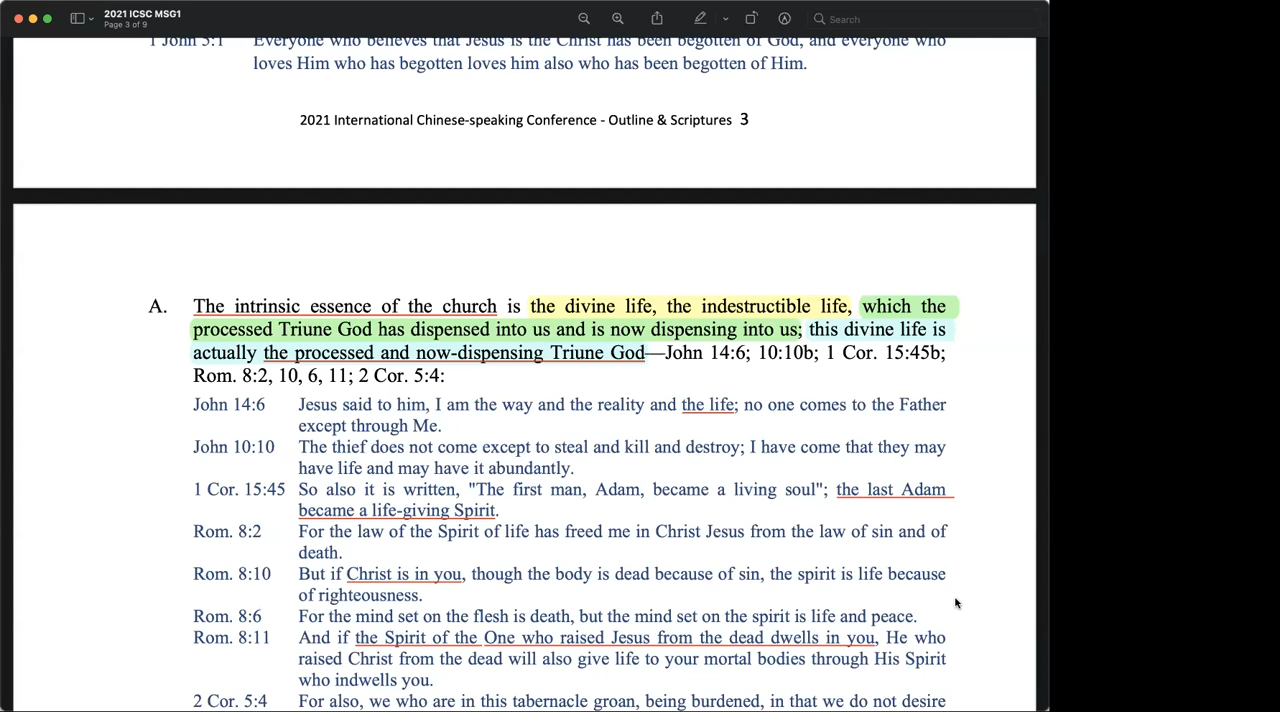 2021 ICSC MSG1
Page 3 of 9
Search
1 John 5:1 Everyone who believes that Jesus is the Christ has been begotten of God, and everyone who
loves Him who has begotten loves him also who has been begotten of Him.
2021 International Chinese-speaking Conference - Outline & Scriptures 3
A. The intrinsic essence of the church is the divine life, the indestructible life, which the
processed Triune God has dispensed into us and is now dispensing into us; this divine life is
actually the processed and now-dispensing Triune God—John 14:6; 10:10b; 1 Cor. 15:45b;
Rom. 8:2, 10, 6, 11; 2 Cor. 5:4:
John 14:6 Jesus said to him, I am the way and the reality and the life; no one comes to the Father
except through Me.
John 10:10 The thief does not come except to steal and kill and destroy; I have come that they may
have life and may have it abundantly.
1 Cor. 15:45 So also it is written, "The first man, Adam, became a living soul"; the last Adam
became a life-giving Spirit.
Rom. 8:2 For the law of the Spirit of life has freed me in Christ Jesus from the law of sin and of
death.
Rom. 8:10 But if Christ is in you, though the body is dead because of sin, the spirit is life because
of righteousness.
Rom. 8:6 For the mind set on the flesh is death, but the mind set on the spirit is life and peace.
Rom. 8:11 And if the Spirit of the One who raised Jesus from the dead dwells in you, He who
raised Christ from the dead will also give life to your mortal bodies through His Spirit
who indwells you.
2 Cor. 5:4 For also, we who are in this tabernacle groan, being burdened, in that we do not desire